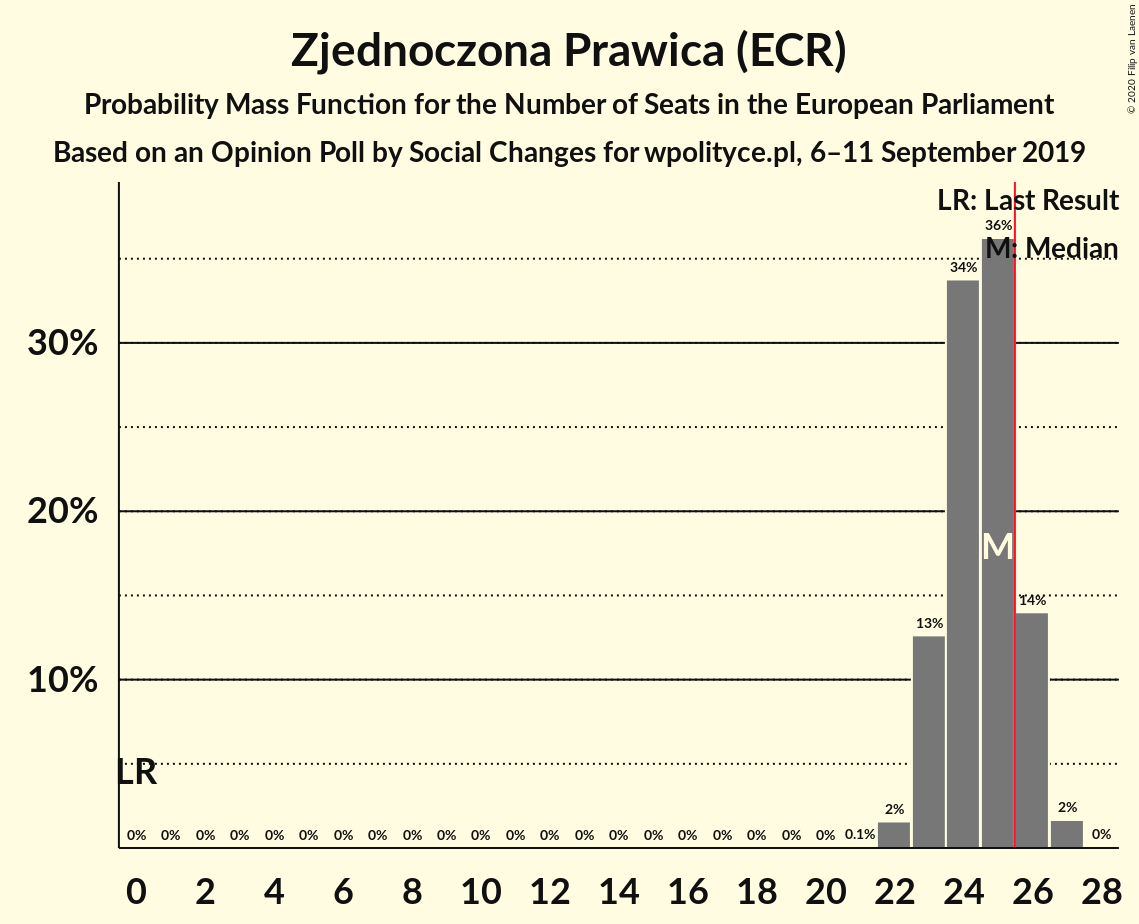 Zjednoczona Prawica (ECR)
Probability Mass Function for the Number of Seats in the European Parliament
Based on an Opinion Poll by Social Changes for wpolityce.pl, 6–11 September 2019
© 2020 Filip van Laenen
LR: Last Result
M: Median
30%
20%
10%
LR
M
0% 0% 0% 0% 0% 0% 0% 0% 0% 0% 0% 0% 0% 0% 0% 0% 0% 0% 0% 0% 0% 0.1% 2% 13% 34% 36% 14% 2% 0%
0 2 4 6 8 10 12 14 16 18 20 22 24 26 28